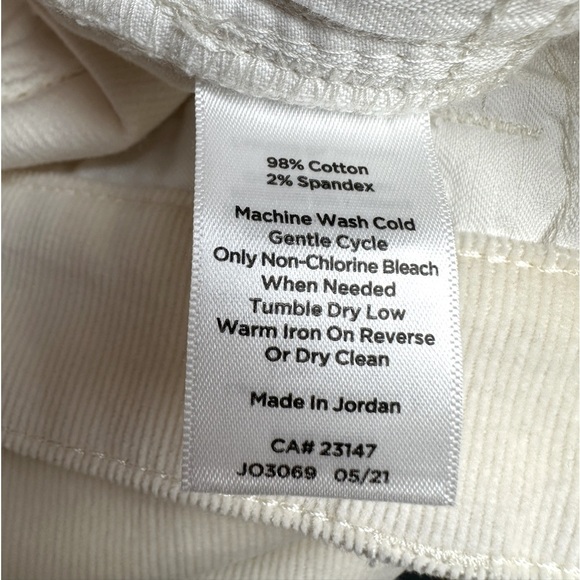 98% Cotton
2% Spandex
Machine Wash Cold
Gentle Cycle
Only Non-Chlorine Bleach
When Needed
Tumble Dry Low
Warm Iron On Reverse
Or Dry Clean
Made In Jordan
CA# 23147
JO3069 05/21